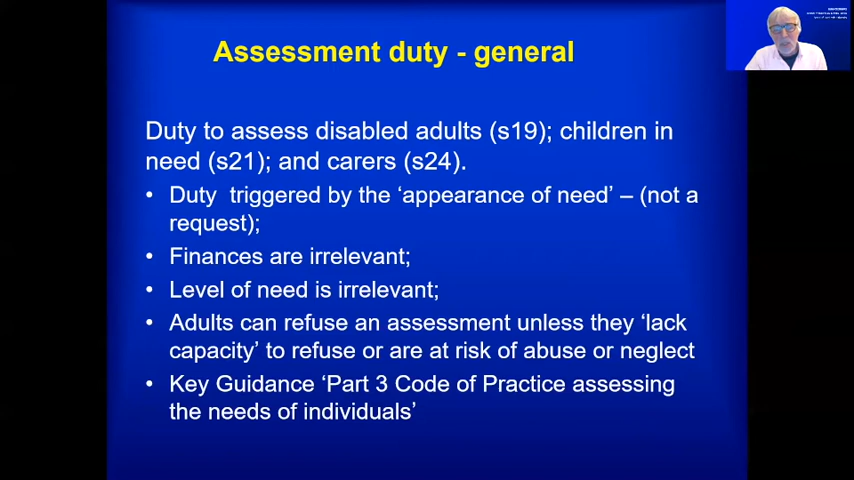 Assessment duty - general
Duty to assess disabled adults (s19); children in
need (s21); and carers (s24).
• Duty triggered by the ‘appearance of need’ – (not a
request);
• Finances are irrelevant;
• Level of need is irrelevant;
• Adults can refuse an assessment unless they ‘lack
capacity’ to refuse or are at risk of abuse or neglect
• Key Guidance ‘Part 3 Code of Practice assessing
the needs of individuals’